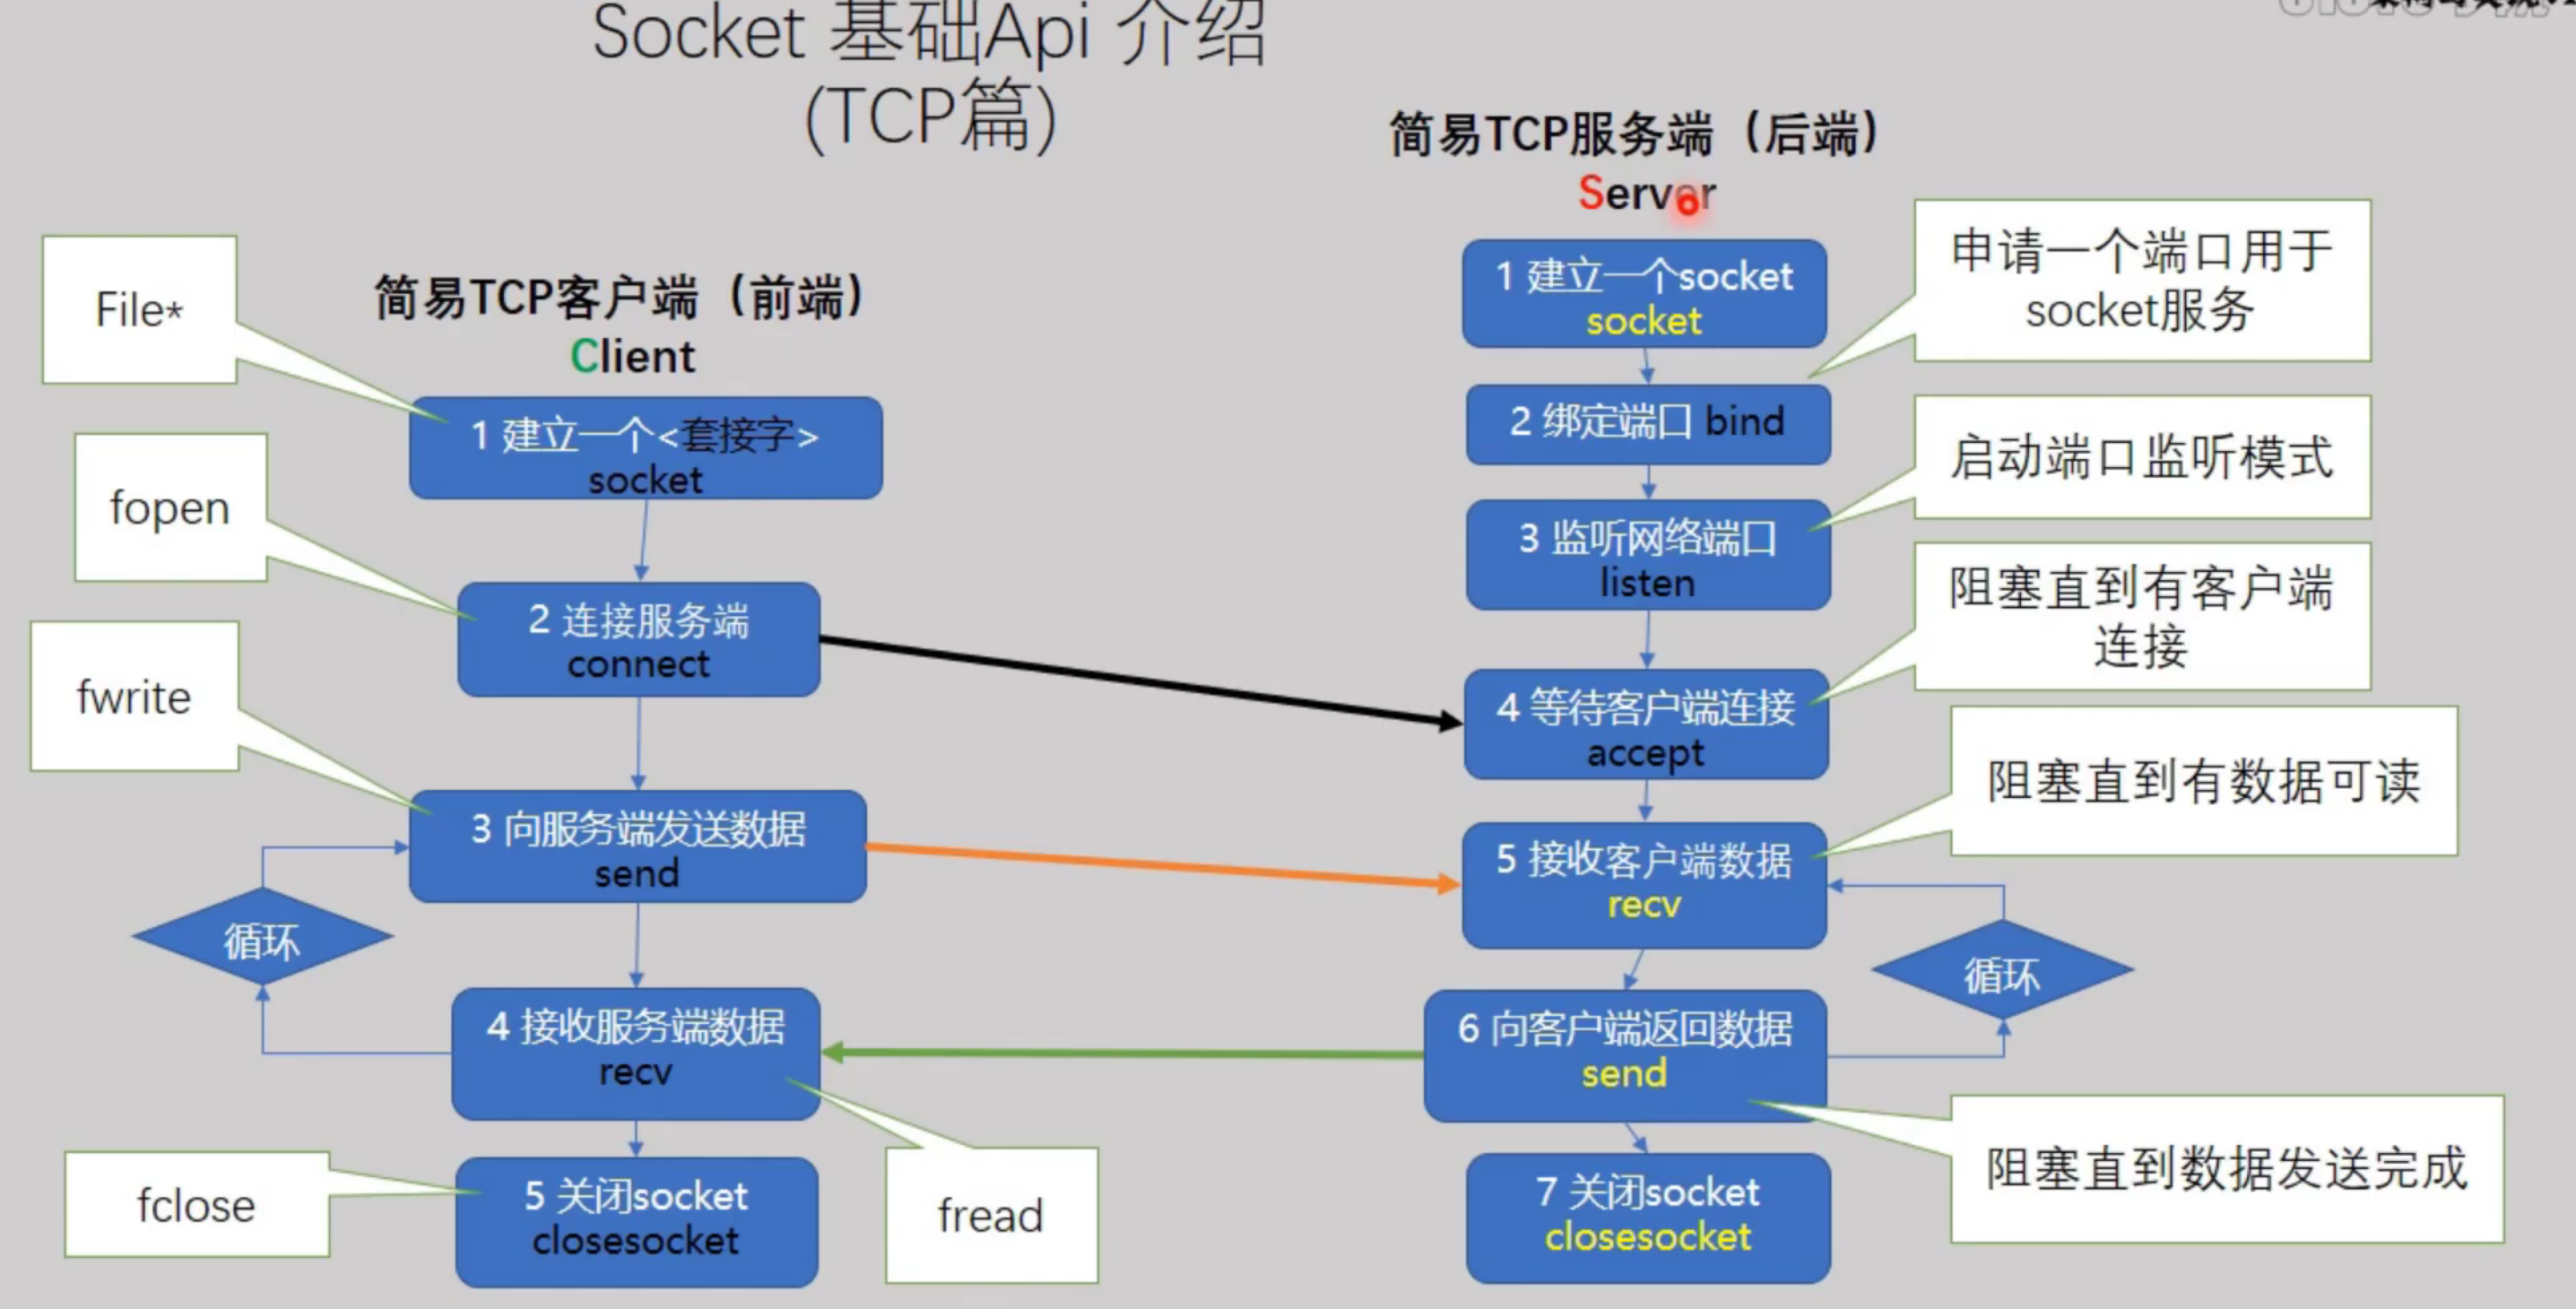 Socket 基础Api 介绍
(TCP篇)
简易TCP客户端（前端）
Client
File*
1 建立一个<套接字>
socket
fopen
2 连接服务端
connect
fwrite
3 向服务端发送数据
send
循环
4 接收服务端数据
recv
fread
5 关闭socket
closesocket
fclose
简易TCP服务端（后端）
Server
1 建立一个socket
socket
申请一个端口用于
socket服务
2 绑定端口 bind
启动端口监听模式
3 监听网络端口
listen
阻塞直到有客户端
连接
4 等待客户端连接
accept
阻塞直到有数据可读
5 接收客户端数据
recv
循环
6 向客户端返回数据
send
阻塞直到数据发送完成
7 关闭socket
closesocket